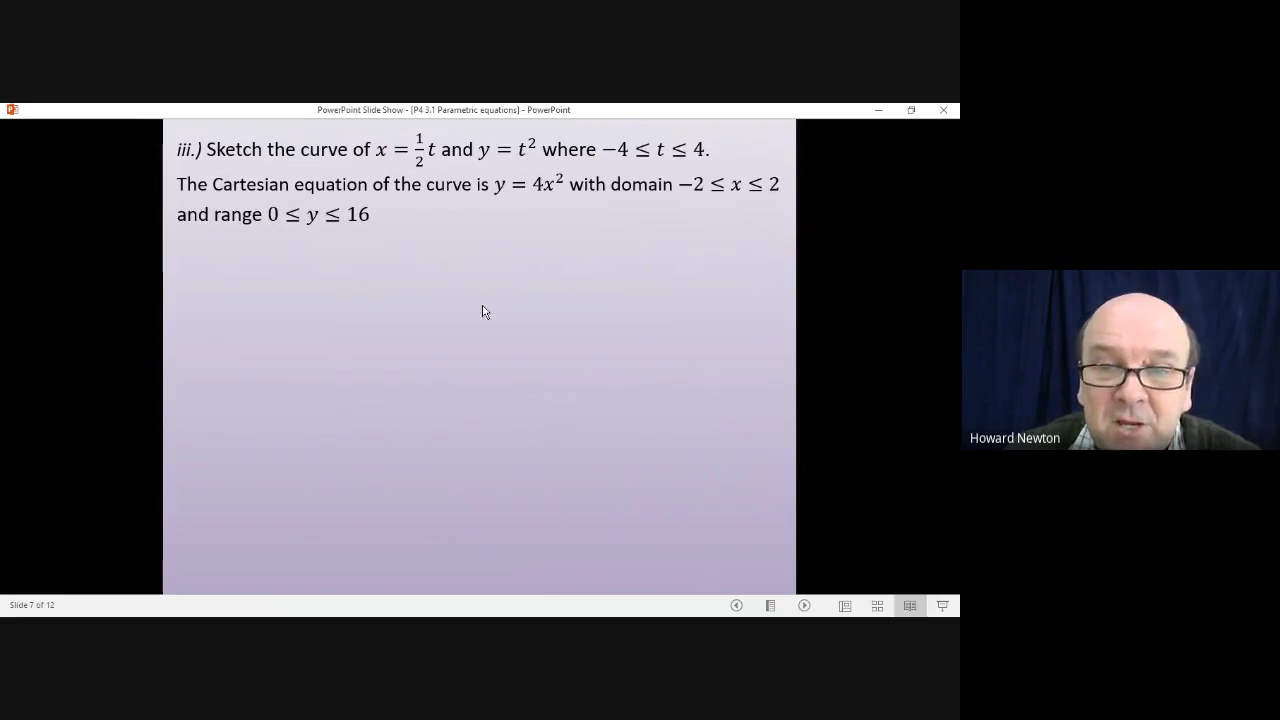 PowerPoint Slide Show - [P4 3.1 Parametric equations] - PowerPoint
iii.) Sketch the curve of x = 1/2 t and y = t² where −4 ≤ t ≤ 4.
The Cartesian equation of the curve is y = 4x² with domain −2 ≤ x ≤ 2
and range 0 ≤ y ≤ 16
Howard Newton
Slide 7 of 12